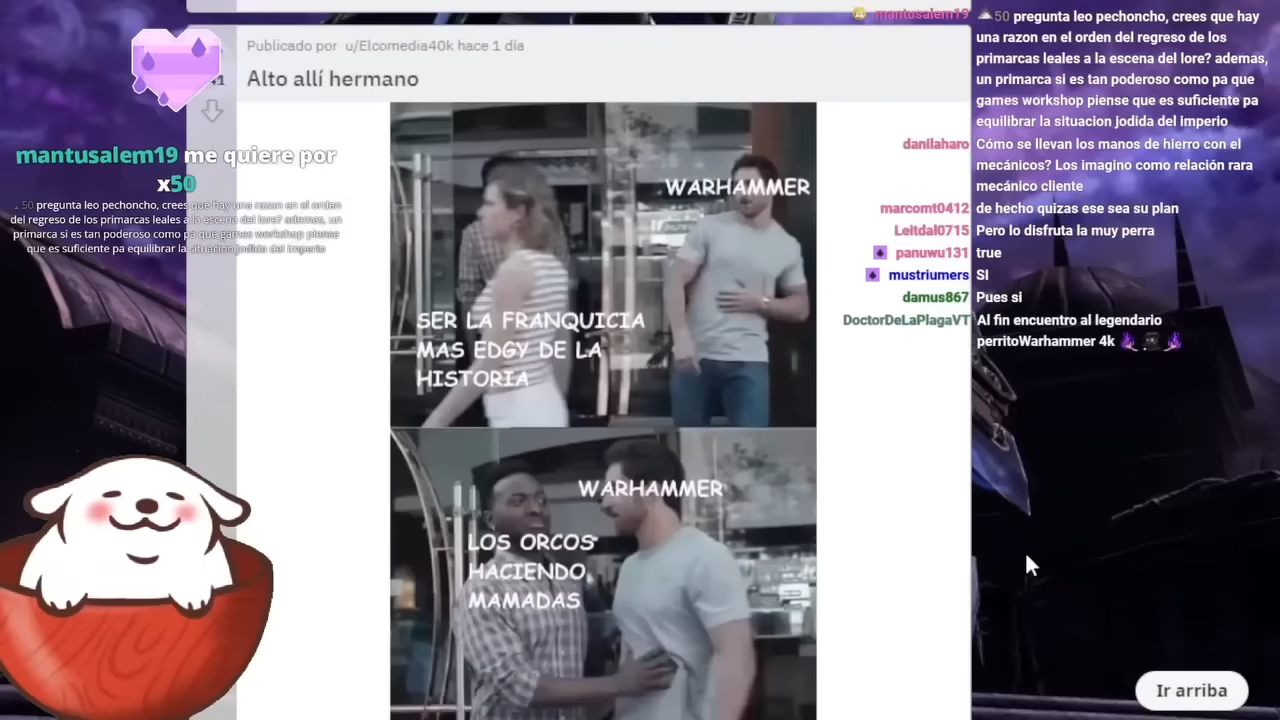 mantusalem19
50 pregunta leo pechoncho, crees que hay
una razon en el orden del regreso de los
primarcas leales a la escena del lore? ademas,
un primarca si es tan poderoso como pa que
games workshop piense que es suficiente pa
equilibrar la situacion jodida del imperio
danilaharo Cómo se llevan los manos de hierro con el
mecánicos? Los imagino como relación rara
mecánico cliente
marcomt0412 de hecho quizas ese sea su plan
Leltdal0715 Pero lo disfruta la muy perra
panuwu131 true
mustriumers SI
damus867 Pues si
DoctorDeLaPlagaVT Al fin encuentro al legendario
perritoWarhammer 4k
Publicado por u/Elcomedia40k hace 1 día
Alto allí hermano
mantusalem19 me quiere por
x50
50 pregunta leo pechoncho, crees que hay una razon en el orden
del regreso de los primarcas leales a la escena del lore? ademas, un
primarca si es tan poderoso como pa que games workshop piense
que es suficiente pa equilibrar la situacion jodida del imperio
WARHAMMER
SER LA FRANQUICIA
MAS EDGY DE LA
HISTORIA
WARHAMMER
LOS ORCOS
HACIENDO
MAMADAS
Ir arriba